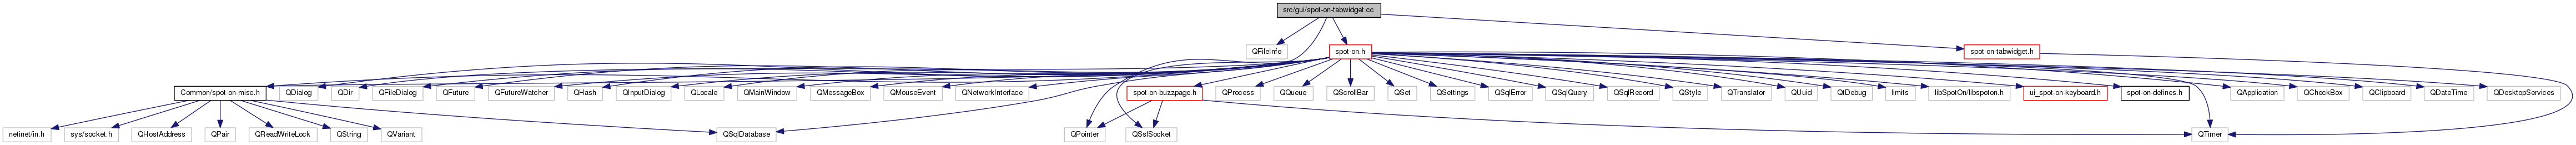 src/gui/spot-on-tabwidget.cc
QFileInfo
spot-on.h
spot-on-tabwidget.h
Common/spot-on-misc.h
QDialog
QDir
QFileDialog
QFuture
QFutureWatcher
QHash
QInputDialog
QLocale
QMainWindow
QMessageBox
QMouseEvent
QNetworkInterface
spot-on-buzzpage.h
QProcess
QQueue
QScrollBar
QSet
QSettings
QSqlError
QSqlQuery
QSqlRecord
QStyle
QTranslator
QUuid
QtDebug
limits
libSpotOn/libspoton.h
ui_spot-on-keyboard.h
spot-on-defines.h
QApplication
QCheckBox
QClipboard
QDateTime
QDesktopServices
netinet/in.h
sys/socket.h
QHostAddress
QPair
QReadWriteLock
QString
QVariant
QSqlDatabase
QPointer
QSslSocket
QTimer